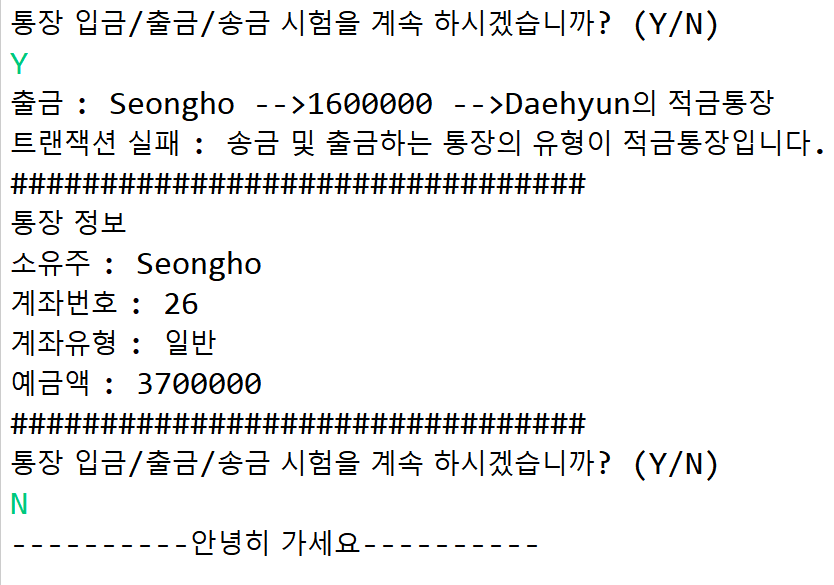 통장 입금/출금/송금 시험을 계속 하시겠습니까? (Y/N)
Y
출금 : Seongho -->1600000 -->Daehyun의 적금통장
트랜잭션 실패 : 송금 및 출금하는 통장의 유형이 적금통장입니다.
################################
통장 정보
소유주 : Seongho
계좌번호 : 26
계좌유형 : 일반
예금액 : 3700000
################################
통장 입금/출금/송금 시험을 계속 하시겠습니까? (Y/N)
N
----------안녕히 가세요----------